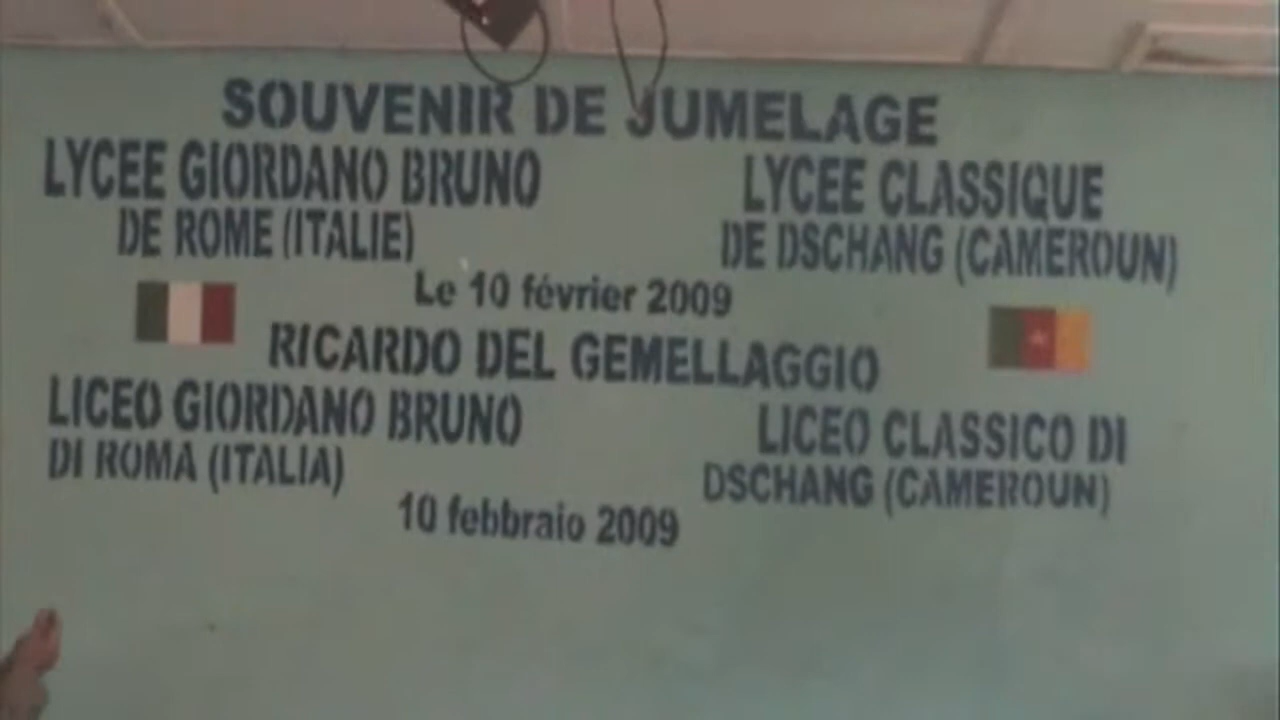 SOUVENIR DE JUMELAGE
LYCEE GIORDANO BRUNO
DE ROME (ITALIE)
LYCEE CLASSIQUE
DE DSCHANG (CAMEROUN)
Le 10 février 2009
RICARDO DEL GEMELLAGGIO
LICEO GIORDANO BRUNO
DI ROMA (ITALIA)
LICEO CLASSICO DI
DSCHANG (CAMEROUN)
10 febbraio 2009